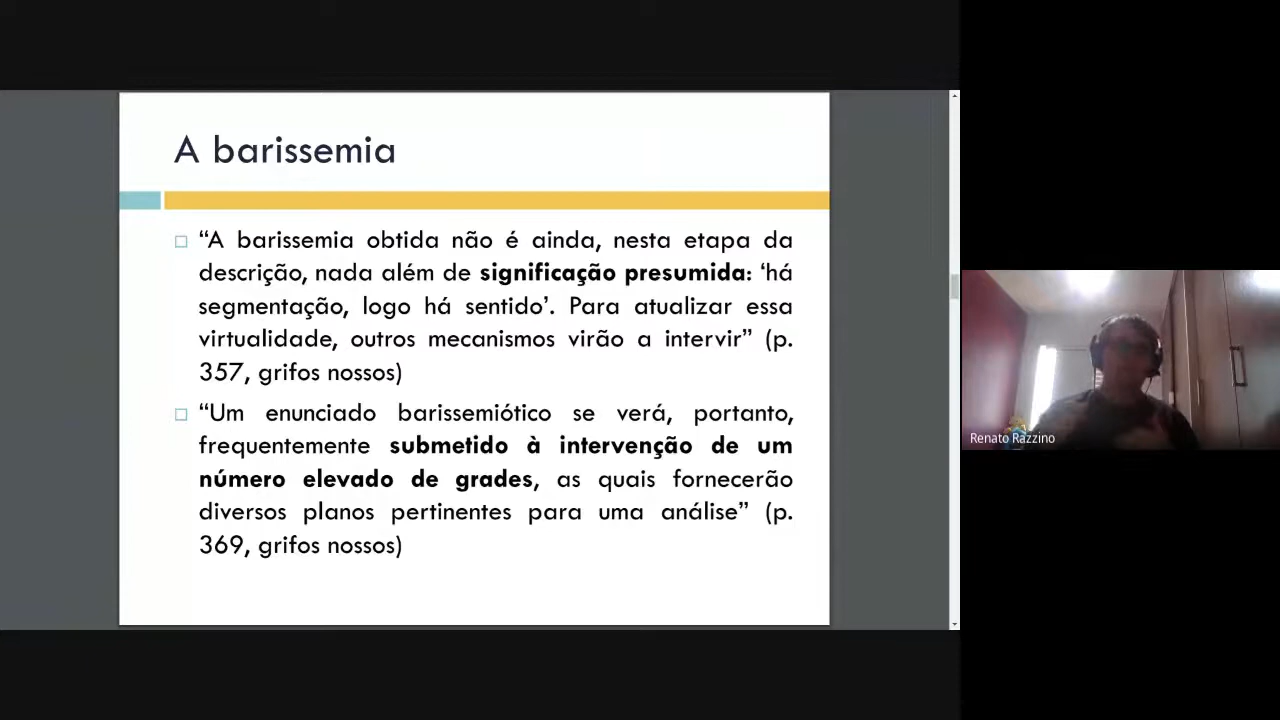 A barissemia
“A barissemia obtida não é ainda, nesta etapa da
descrição, nada além de significação presumida: ‘há
segmentação, logo há sentido’. Para atualizar essa
virtualidade, outros mecanismos virão a intervir” (p.
357, grifos nossos)
“Um enunciado barissemiótico se verá, portanto,
frequentemente submetido à intervenção de um
número elevado de grades, as quais fornecerão
diversos planos pertinentes para uma análise” (p.
369, grifos nossos)
Renato Razzino